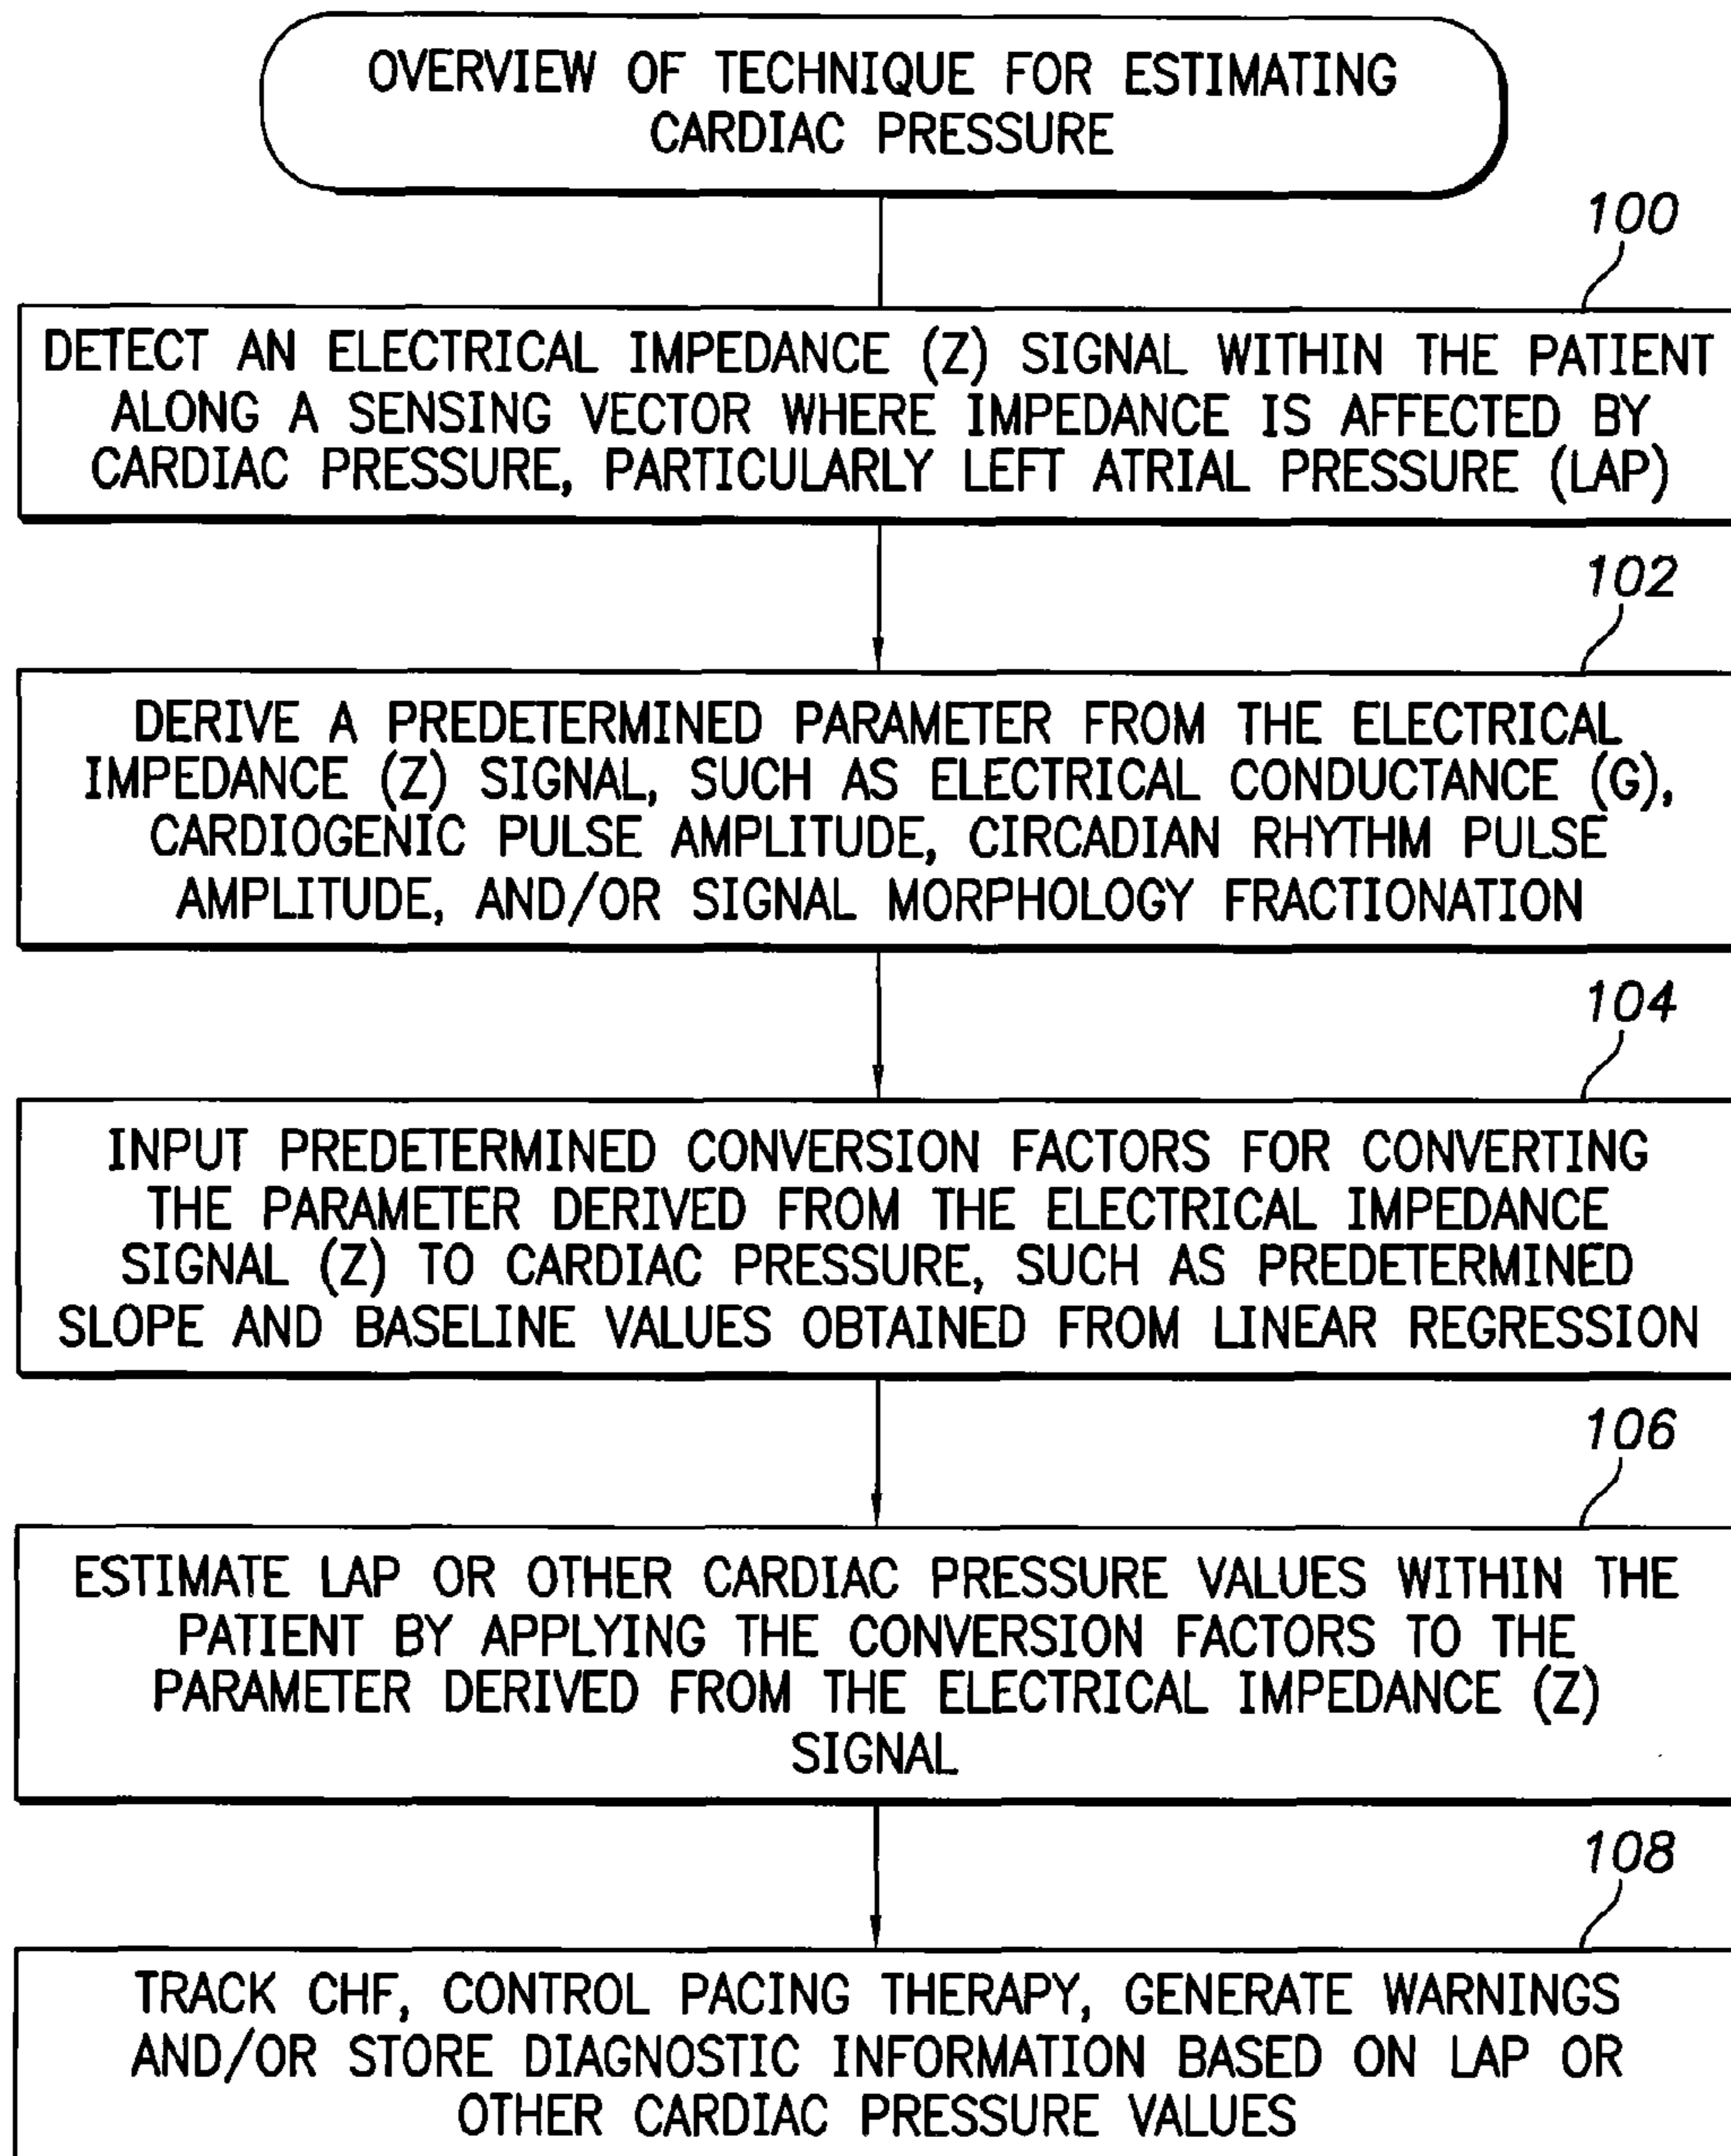 OVERVIEW OF TECHNIQUE FOR ESTIMATING
CARDIAC PRESSURE
100
DETECT AN ELECTRICAL IMPEDANCE (Z) SIGNAL WITHIN THE PATIENT
ALONG A SENSING VECTOR WHERE IMPEDANCE IS AFFECTED BY
CARDIAC PRESSURE, PARTICULARLY LEFT ATRIAL PRESSURE (LAP)
102
DERIVE A PREDETERMINED PARAMETER FROM THE ELECTRICAL
IMPEDANCE (Z) SIGNAL, SUCH AS ELECTRICAL CONDUCTANCE (G),
CARDIOGENIC PULSE AMPLITUDE, CIRCADIAN RHYTHM PULSE
AMPLITUDE, AND/OR SIGNAL MORPHOLOGY FRACTIONATION
104
INPUT PREDETERMINED CONVERSION FACTORS FOR CONVERTING
THE PARAMETER DERIVED FROM THE ELECTRICAL IMPEDANCE
SIGNAL (Z) TO CARDIAC PRESSURE, SUCH AS PREDETERMINED
SLOPE AND BASELINE VALUES OBTAINED FROM LINEAR REGRESSION
106
ESTIMATE LAP OR OTHER CARDIAC PRESSURE VALUES WITHIN THE
PATIENT BY APPLYING THE CONVERSION FACTORS TO THE
PARAMETER DERIVED FROM THE ELECTRICAL IMPEDANCE (Z)
SIGNAL
108
TRACK CHF, CONTROL PACING THERAPY, GENERATE WARNINGS
AND/OR STORE DIAGNOSTIC INFORMATION BASED ON LAP OR
OTHER CARDIAC PRESSURE VALUES